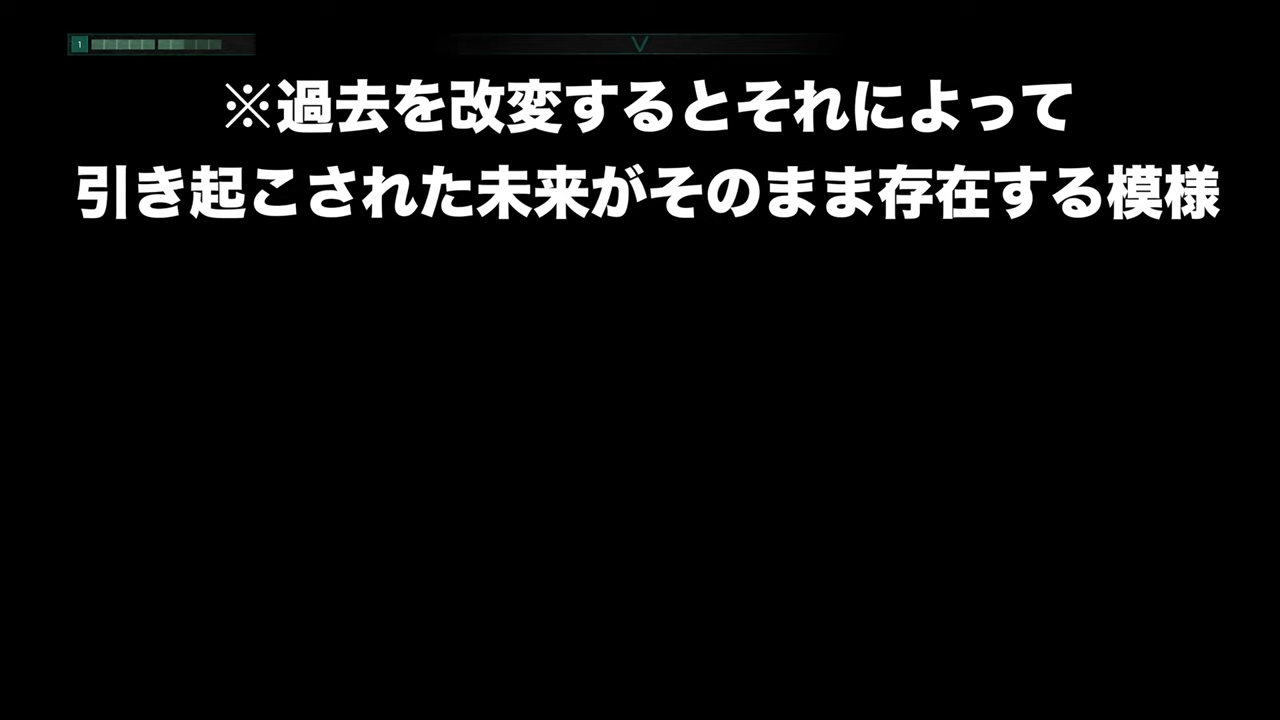 1
※過去を改変するとそれによって
引き起こされた未来がそのまま存在する模様